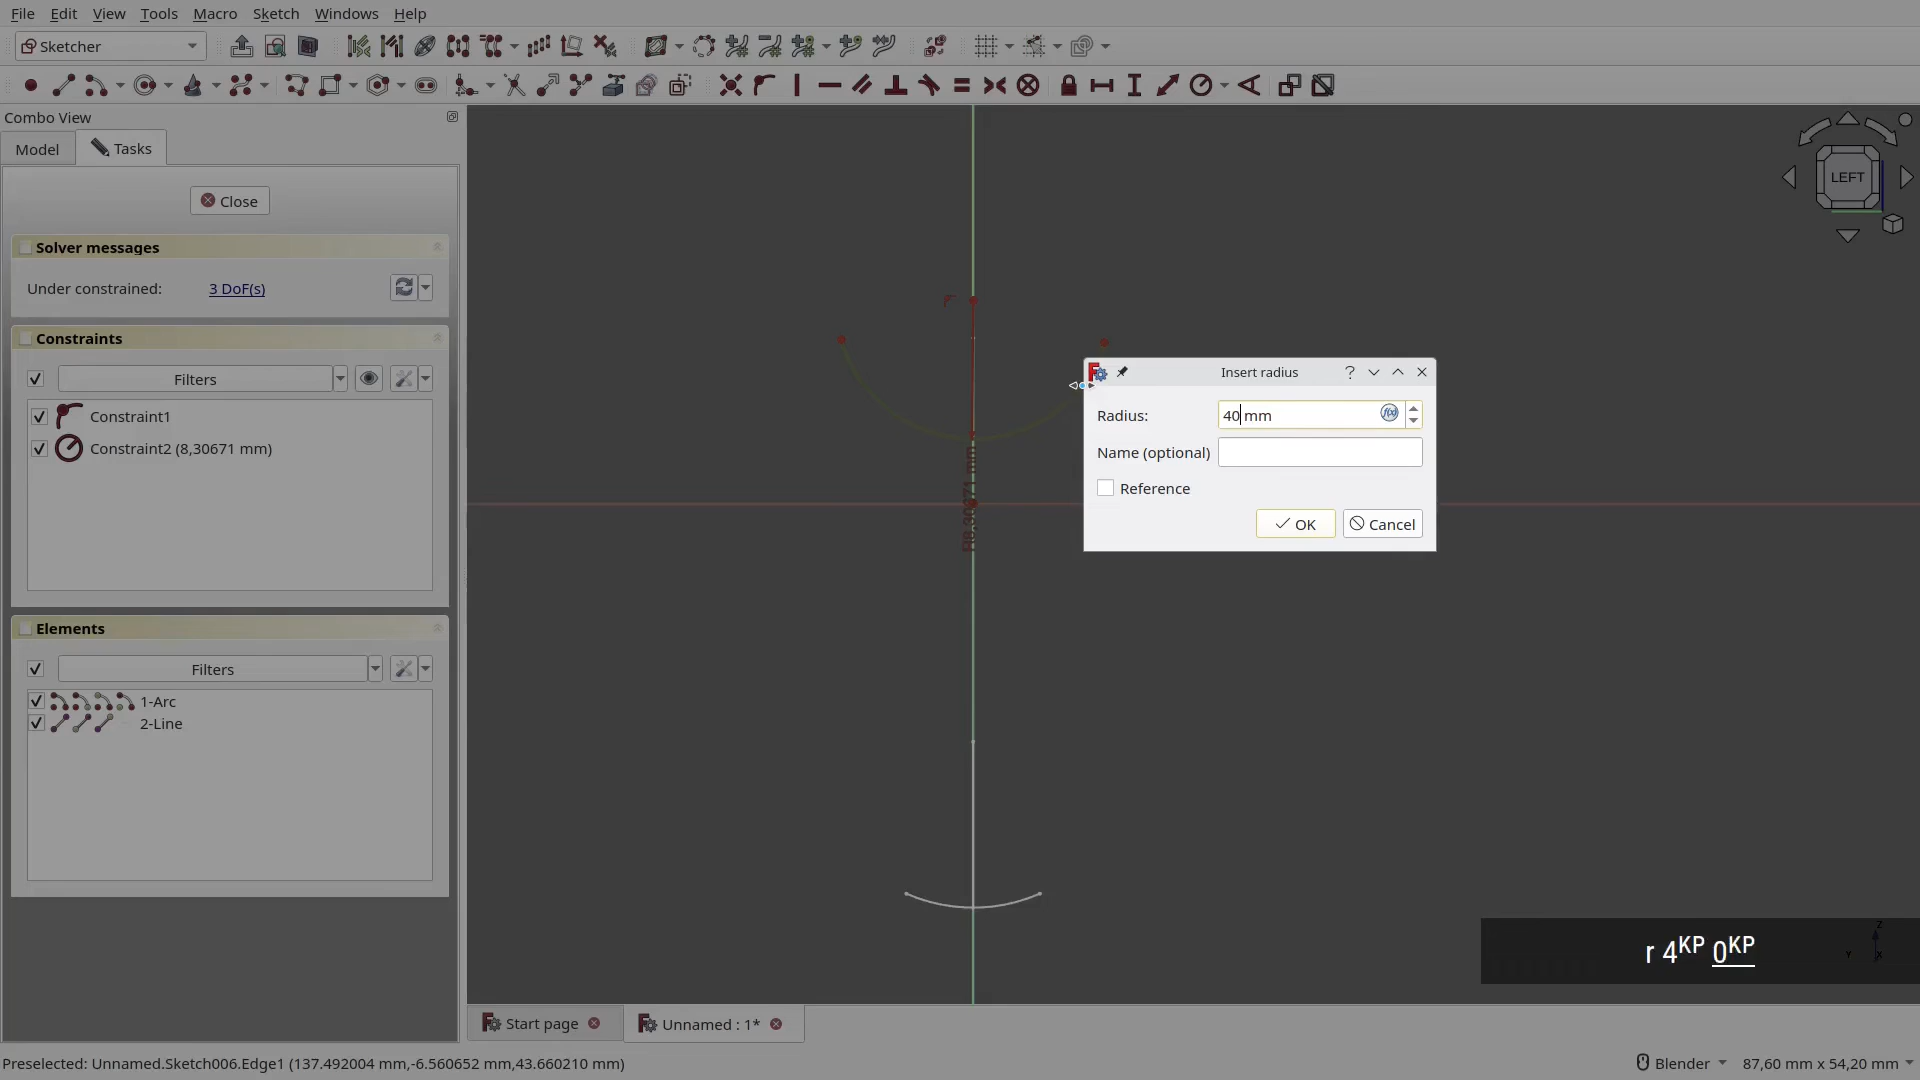 File Edit View Tools Macro Sketch Windows Help
Sketcher
Combo View
Model Tasks
Close
Solver messages
Under constrained: 3 DoF(s)
Constraints
Filters
Constraint1
Constraint2 (8,30671 mm)
Elements
Filters
1-Arc
2-Line
LEFT
R8,30671 mm
Insert radius
Radius: 40 mm
Name (optional)
Reference
OK Cancel
r 4KP 0KP
Z
Y X
Start page Unnamed : 1*
Preselected: Unnamed.Sketch006.Edge1 (137.492004 mm,-6.560652 mm,43.660210 mm) Blender 87,60 mm x 54,20 mm